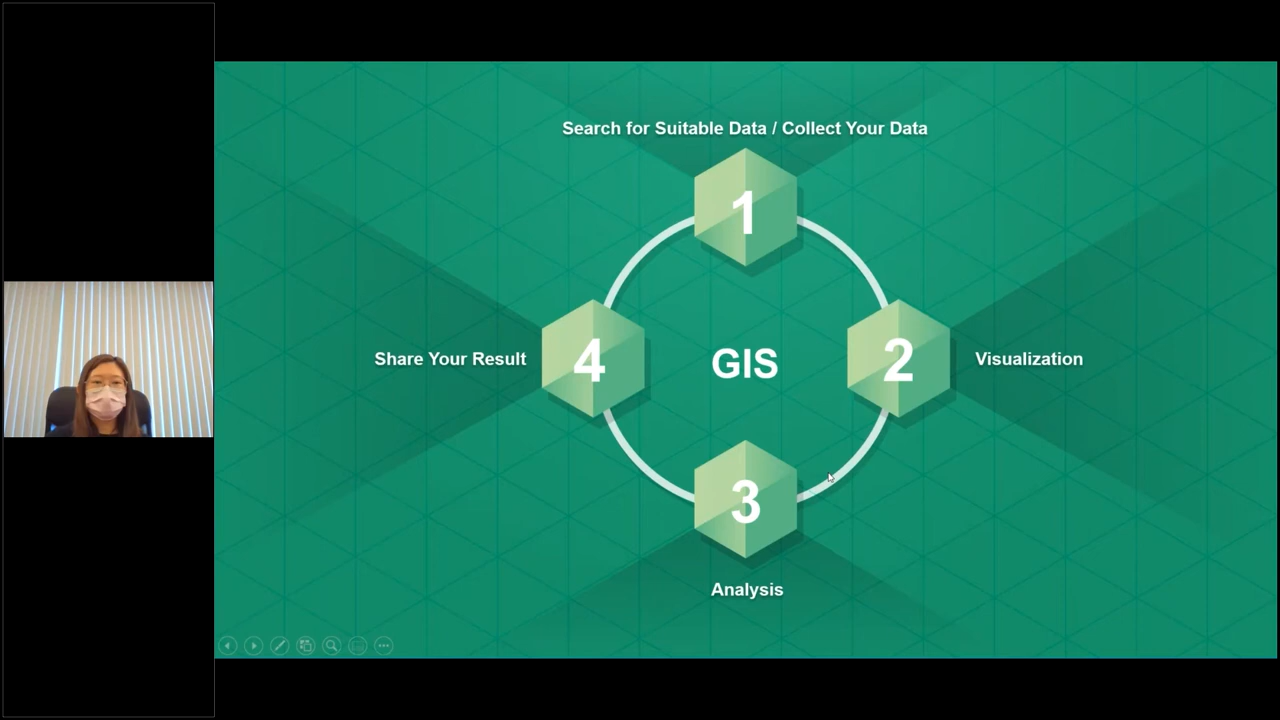 Search for Suitable Data / Collect Your Data
1
Share Your Result
4
GIS
2
Visualization
3
Analysis